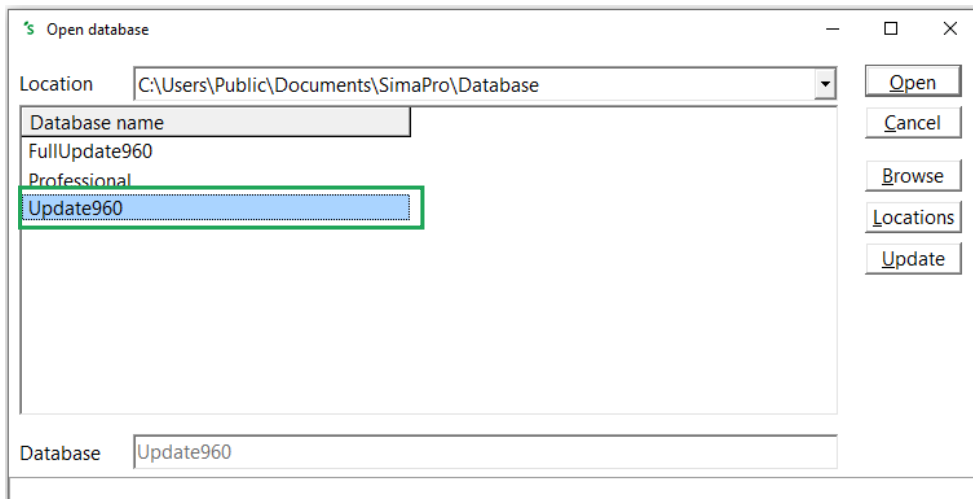 Open database
Location C:\Users\Public\Documents\SimaPro\Database Open
Database name Cancel
FullUpdate960
Professional Browse
Update960 Locations
Update
Database Update960